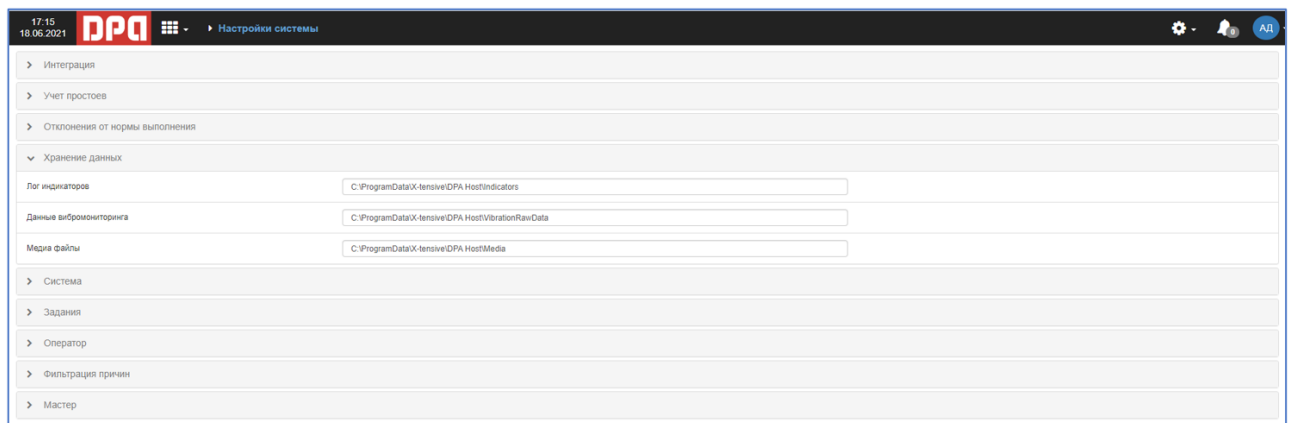 17:15
18.06.2021
DPA
Настройки системы
0
АД
Интеграция
Учет простоев
Отклонения от нормы выполнения
Хранение данных
Лог индикаторов C:\ProgramData\X-tensive\DPA Host\Indicators
Данные вибромониторинга C:\ProgramData\X-tensive\DPA Host\VibrationRawData
Медиа файлы C:\ProgramData\X-tensive\DPA Host\Media
Система
Задания
Оператор
Фильтрация причин
Мастер